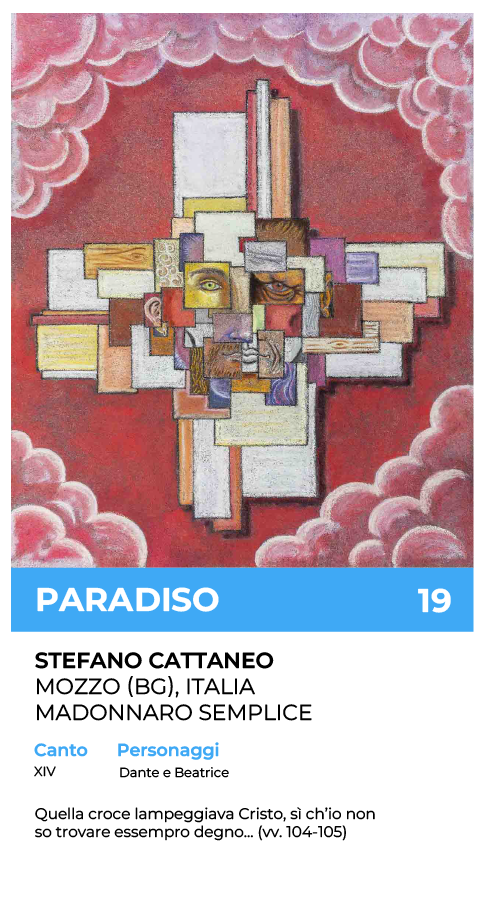 PARADISO 19
STEFANO CATTANEO
MOZZO (BG), ITALIA
MADONNARO SEMPLICE
Canto Personaggi
XIV Dante e Beatrice
Quella croce lampeggiava Cristo, sì ch’io non
so trovare essempro degno... (vv. 104-105)